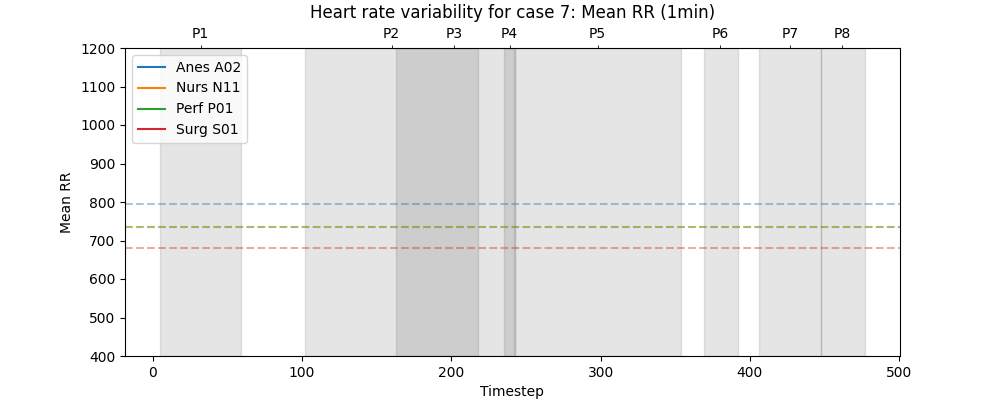 Heart rate variability for case 7: Mean RR (1min)
P1 P2 P3 P4 P5 P6 P7 P8
1200
1100
1000
900
800
700
600
500
400
Mean RR
Anes A02
Nurs N11
Perf P01
Surg S01
0 100 200 300 400 500
Timestep